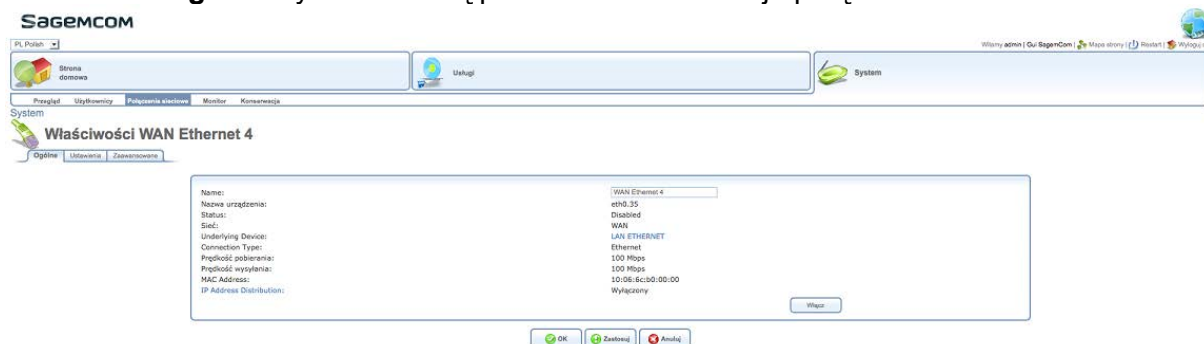 SAGEMCOM
PL Polish
Witamy admin | Gui SagemCom | Mapa strony | Restart | Wyloguj
Strona domowa
Usługi
System
Przegląd Użytkownicy Połączenia sieciowe Monitor Konserwacja
System
Właściwości WAN Ethernet 4
Ogólne Ustawienia Zaawansowane
Name: WAN Ethernet 4
Nazwa urządzenia: eth0.35
Status: Disabled
Sieć: WAN
Underlying Device: LAN ETHERNET
Connection Type: Ethernet
Prędkość pobierania: 100 Mbps
Prędkość wysyłania: 100 Mbps
MAC Address: 10:06:6c:b0:00:00
IP Address Distribution: Wyłączony
Włącz
OK Zastosuj Anuluj